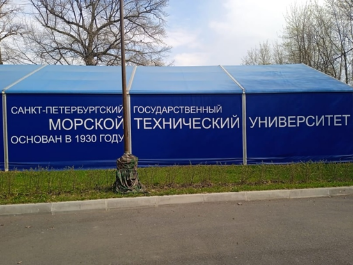 САНКТ-ПЕТЕРБУРГСКИЙ ГОСУДАРСТВЕННЫЙ
МОРСКОЙ ТЕХНИЧЕСКИЙ УНИВЕРСИТЕТ
ОСНОВАН В 1930 ГОДУ